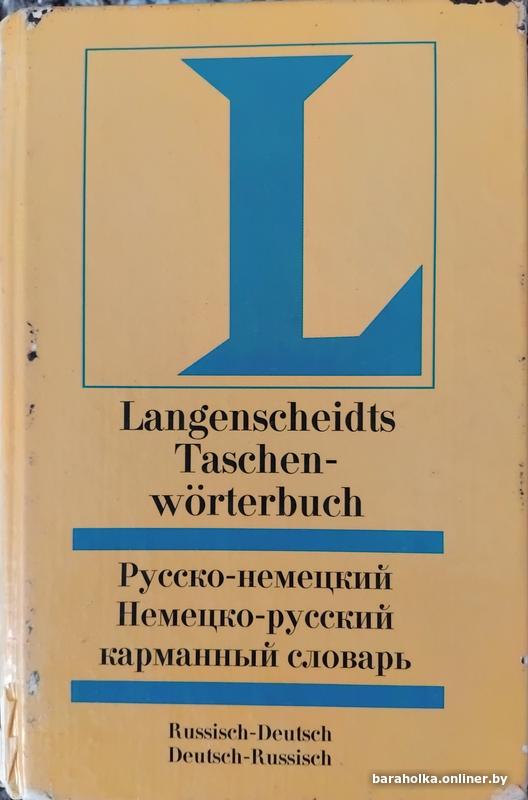 L
Langenscheidts
Taschen-
wörterbuch
Русско-немецкий
Немецко-русский
карманный словарь
Russisch-Deutsch
Deutsch-Russisch
baraholka.onliner.by